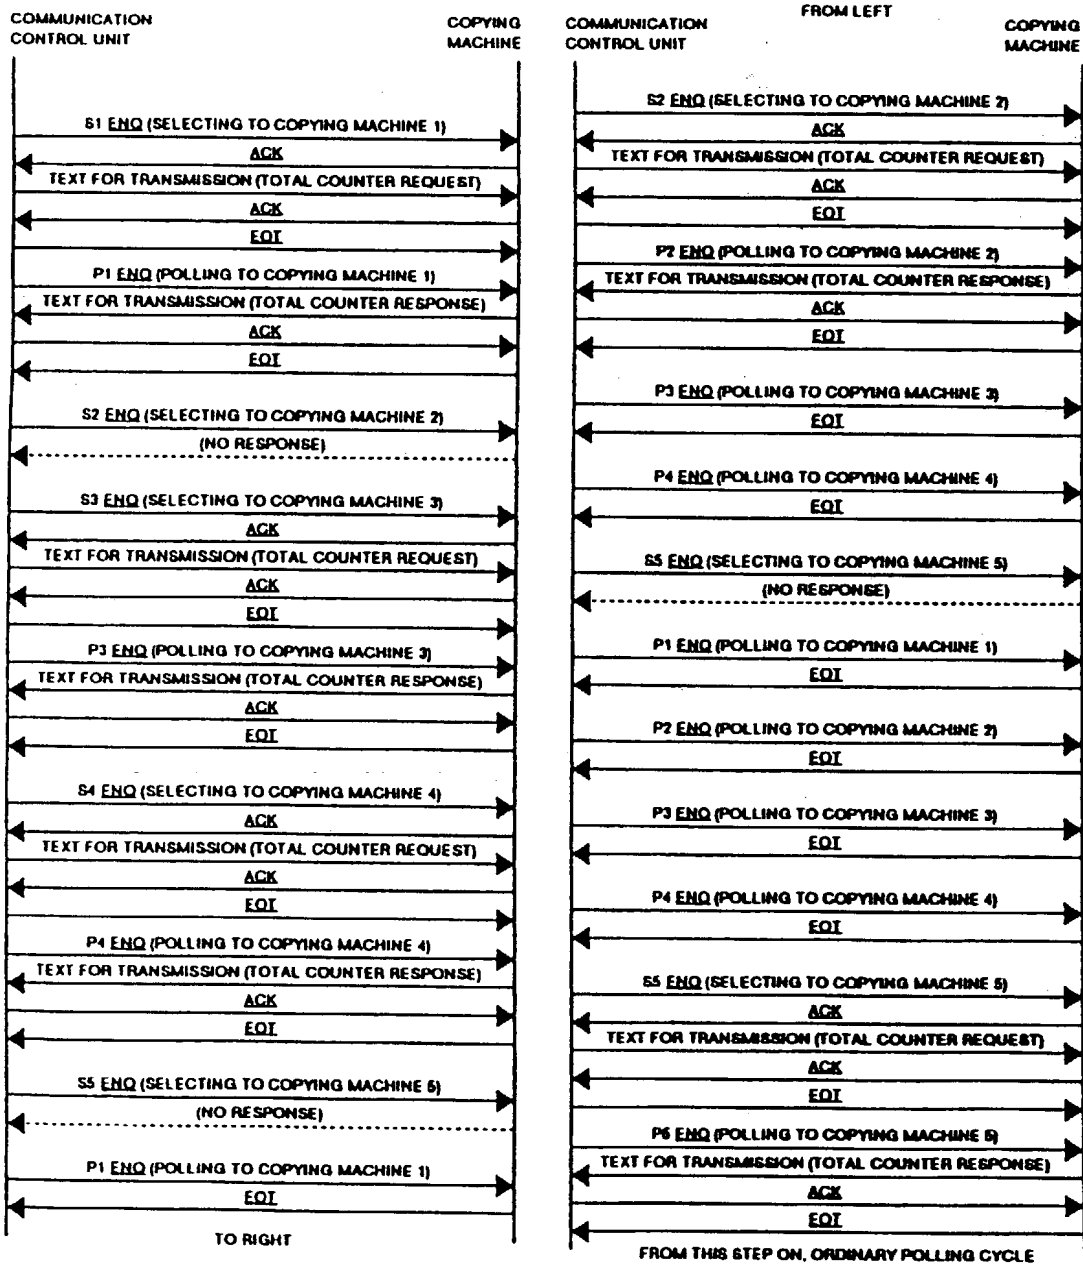 COMMUNICATION
CONTROL UNIT
COPYING
MACHINE
S1 ENQ (SELECTING TO COPYING MACHINE 1)
ACK
TEXT FOR TRANSMISSION (TOTAL COUNTER REQUEST)
ACK
EOT
P1 ENQ (POLLING TO COPYING MACHINE 1)
TEXT FOR TRANSMISSION (TOTAL COUNTER RESPONSE)
ACK
EOT
S2 ENQ (SELECTING TO COPYING MACHINE 2)
(NO RESPONSE)
S3 ENQ (SELECTING TO COPYING MACHINE 3)
ACK
TEXT FOR TRANSMISSION (TOTAL COUNTER REQUEST)
ACK
EOT
P3 ENQ (POLLING TO COPYING MACHINE 3)
TEXT FOR TRANSMISSION (TOTAL COUNTER RESPONSE)
ACK
EOT
S4 ENQ (SELECTING TO COPYING MACHINE 4)
ACK
TEXT FOR TRANSMISSION (TOTAL COUNTER REQUEST)
ACK
EOT
P4 ENQ (POLLING TO COPYING MACHINE 4)
TEXT FOR TRANSMISSION (TOTAL COUNTER RESPONSE)
ACK
EOT
S5 ENQ (SELECTING TO COPYING MACHINE 5)
(NO RESPONSE)
P1 ENQ (POLLING TO COPYING MACHINE 1)
EOT
TO RIGHT
FROM LEFT
COMMUNICATION
CONTROL UNIT
COPYING
MACHINE
S2 ENQ (SELECTING TO COPYING MACHINE 2)
ACK
TEXT FOR TRANSMISSION (TOTAL COUNTER REQUEST)
ACK
EOT
P2 ENQ (POLLING TO COPYING MACHINE 2)
TEXT FOR TRANSMISSION (TOTAL COUNTER RESPONSE)
ACK
EOT
P3 ENQ (POLLING TO COPYING MACHINE 3)
EOT
P4 ENQ (POLLING TO COPYING MACHINE 4)
EOT
S5 ENQ (SELECTING TO COPYING MACHINE 5)
(NO RESPONSE)
P1 ENQ (POLLING TO COPYING MACHINE 1)
EOT
P2 ENQ (POLLING TO COPYING MACHINE 2)
EOT
P3 ENQ (POLLING TO COPYING MACHINE 3)
EOT
P4 ENQ (POLLING TO COPYING MACHINE 4)
EOT
S5 ENQ (SELECTING TO COPYING MACHINE 5)
ACK
TEXT FOR TRANSMISSION (TOTAL COUNTER REQUEST)
ACK
EOT
P5 ENQ (POLLING TO COPYING MACHINE 5)
TEXT FOR TRANSMISSION (TOTAL COUNTER RESPONSE)
ACK
EOT
FROM THIS STEP ON, ORDINARY POLLING CYCLE